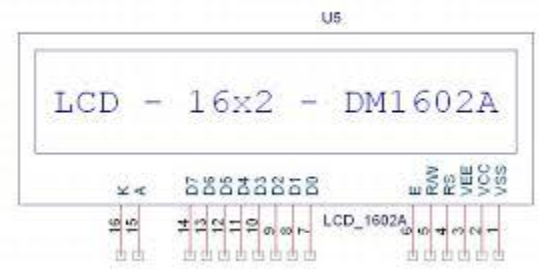 U5
LCD - 16x2 - DM1602A
K A D7 D6 D5 D4 D3 D2 D1 D0 E R/W RS VEE VCC VSS
16 15 14 13 12 11 10 9 8 7 LCD_1602A 6 5 4 3 2 1